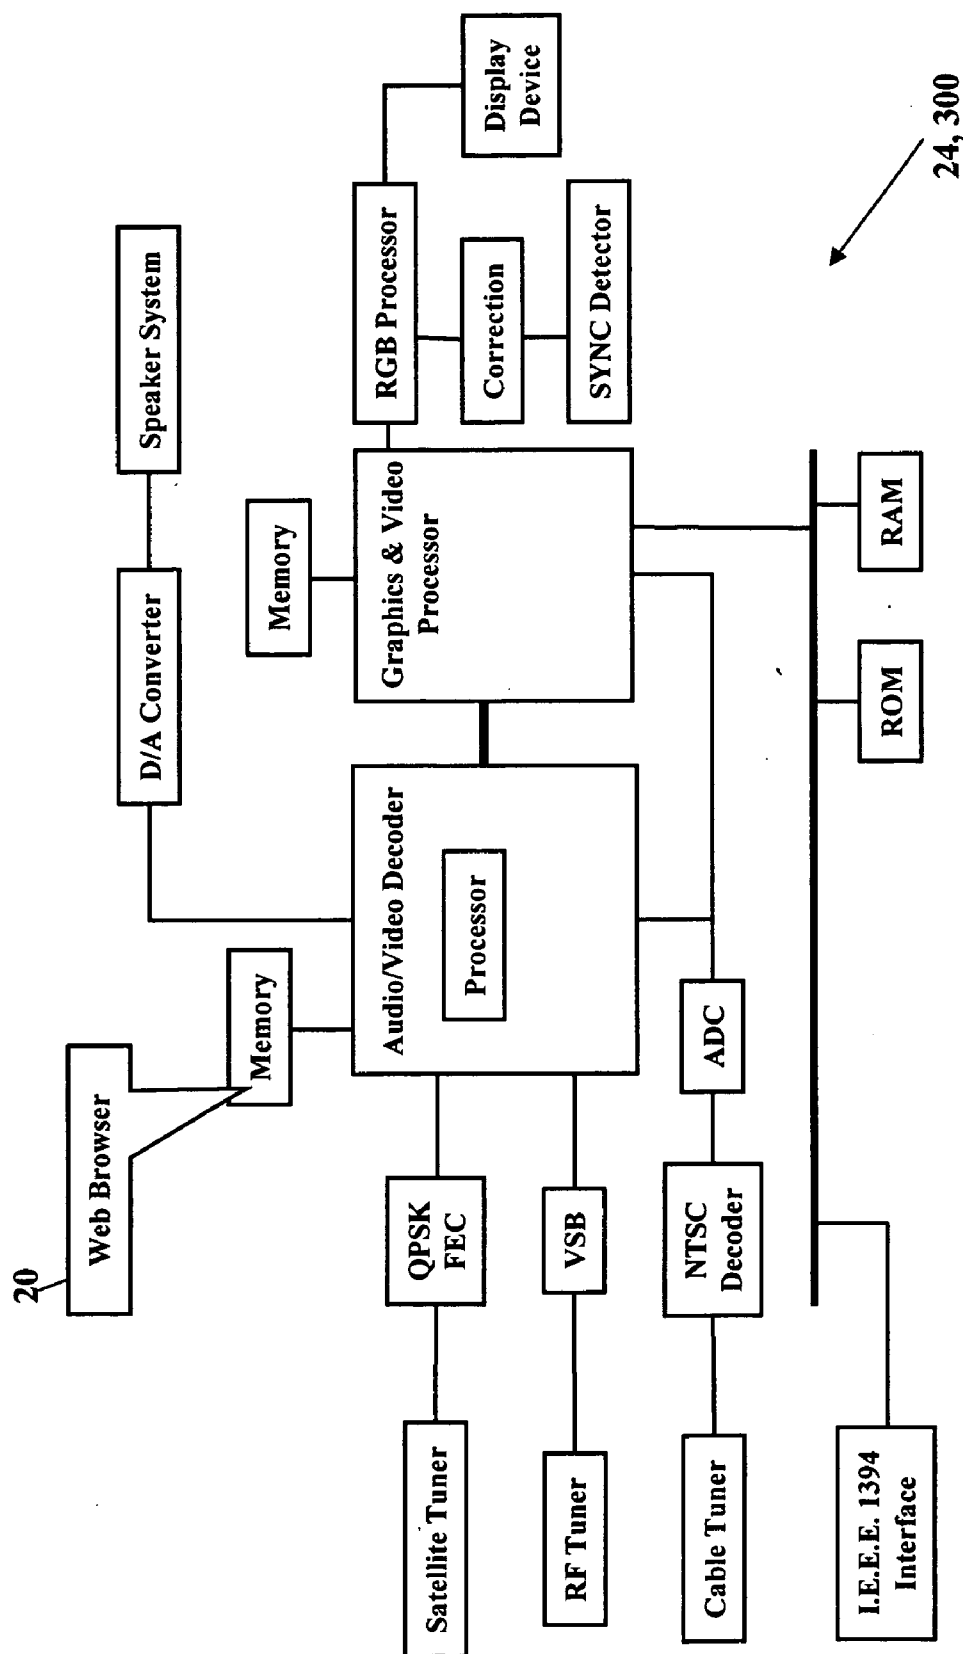 20
Web Browser
Memory
D/A Converter
Speaker System
Memory
Satellite Tuner
QPSK
FEC
Audio/Video Decoder
Processor
Graphics & Video
Processor
RGB Processor
Display
Device
Correction
SYNC Detector
RF Tuner
VSB
Cable Tuner
NTSC
Decoder
ADC
I.E.E.E. 1394
Interface
ROM
RAM
24, 300